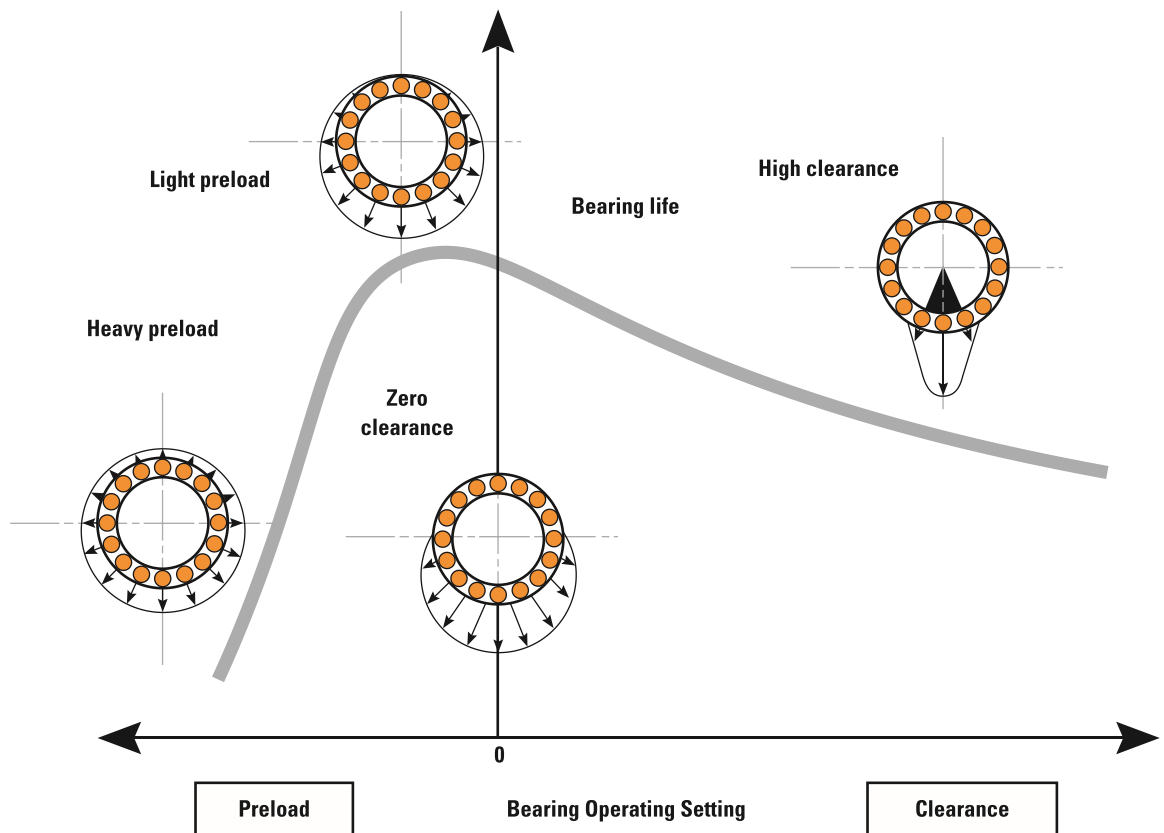 High clearance
Light preload
Bearing life
Heavy preload
Zero
clearance
0
Preload
Bearing Operating Setting
Clearance